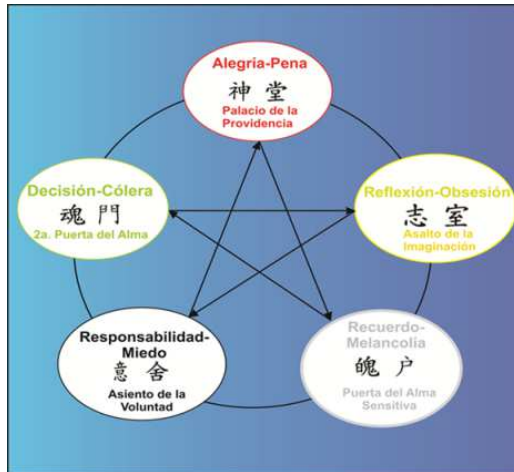 Alegría-Pena
神堂
Palacio de la
Providencia
Decisión-Cólera
魂門
2a. Puerta del Alma
Reflexión-Obsesión
志室
Asalto de la
Imaginación
Responsabilidad-
Miedo
意舍
Asiento de la
Voluntad
Recuerdo-
Melancolía
魄户
Puerta del Alma
Sensitiva